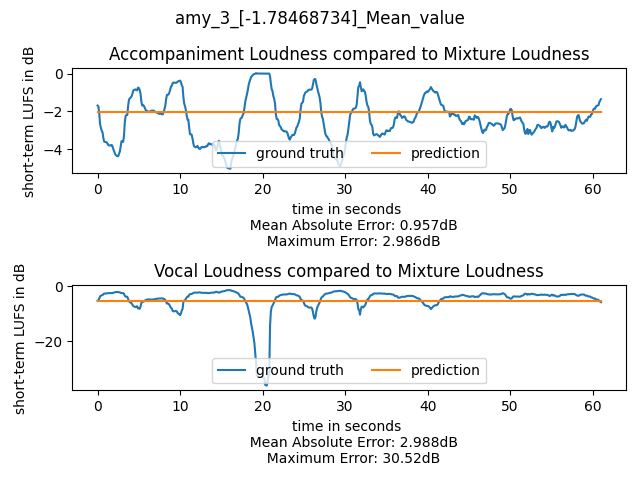 amy_3_[-1.78468734]_Mean_value
Accompaniment Loudness compared to Mixture Loudness
short-term LUFS in dB
0
−2
−4
ground truth
prediction
0 10 20 30 40 50 60
time in seconds
Mean Absolute Error: 0.957dB
Maximum Error: 2.986dB
Vocal Loudness compared to Mixture Loudness
short-term LUFS in dB
0
−20
ground truth
prediction
0 10 20 30 40 50 60
time in seconds
Mean Absolute Error: 2.988dB
Maximum Error: 30.52dB